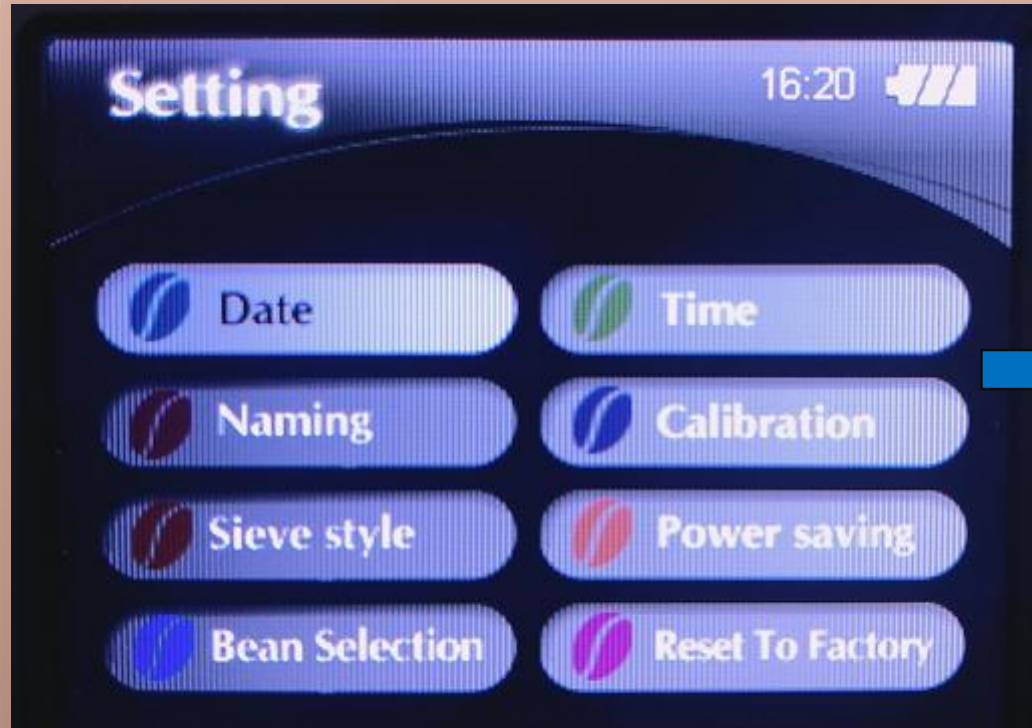 Setting
16:20
Date
Time
Naming
Calibration
Sieve style
Power saving
Bean Selection
Reset To Factory